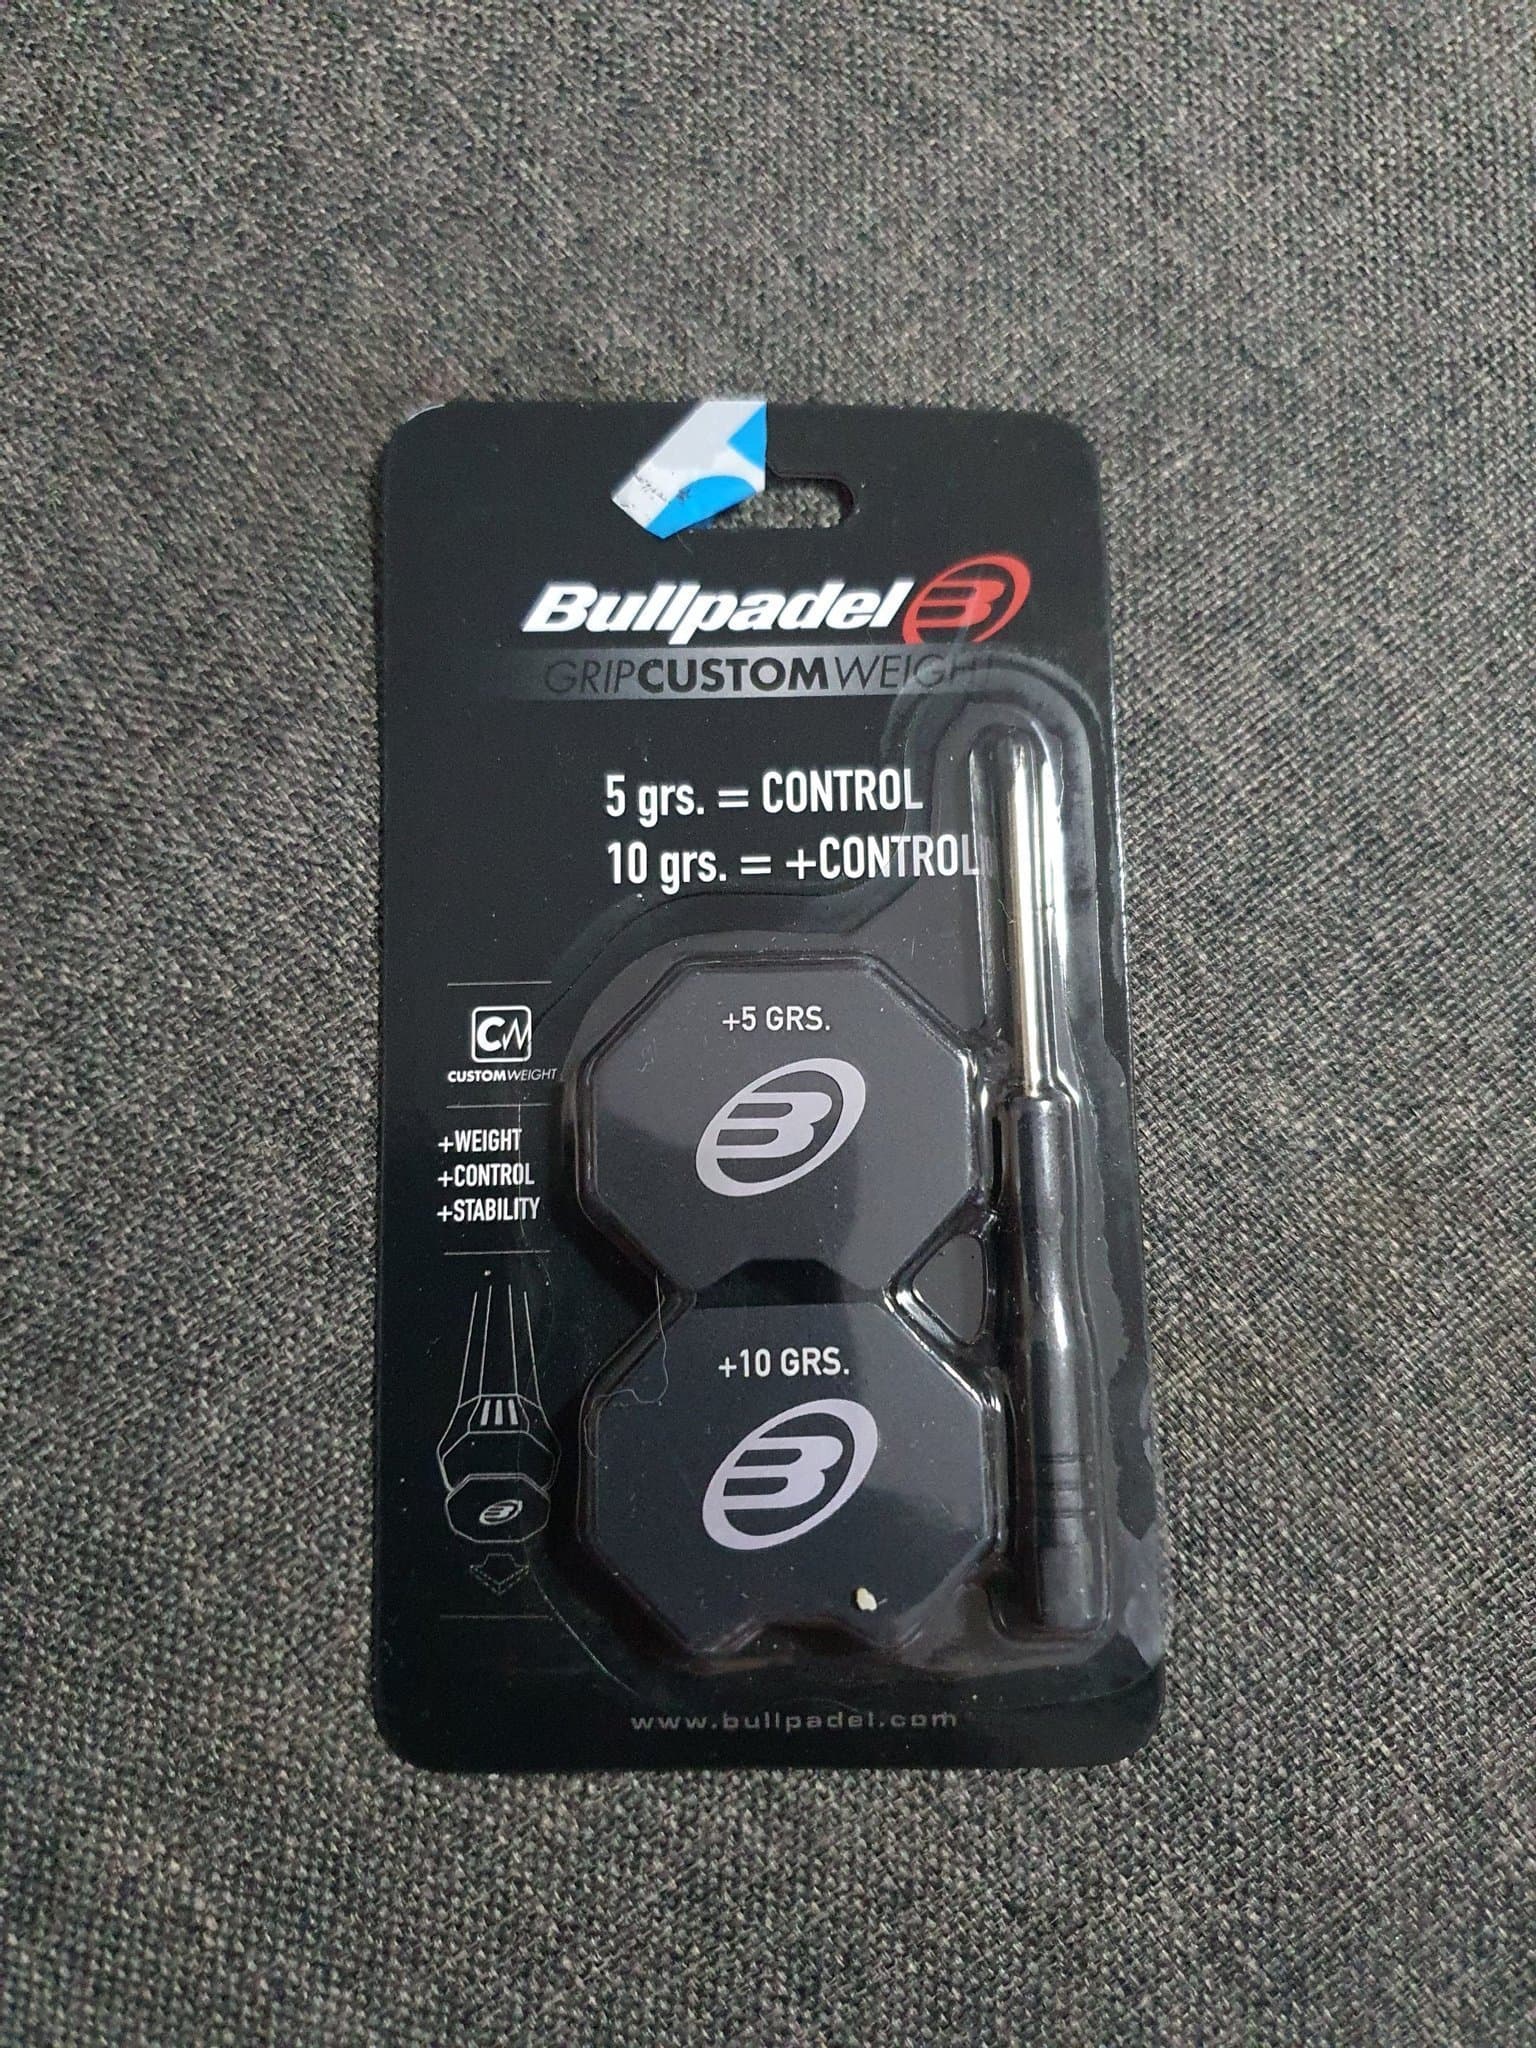 Bullpadel
GRIPCUSTOMWEIGHT
5 grs. = CONTROL
10 grs. = +CONTROL
+5 GRS.
CW
CUSTOMWEIGHT
+WEIGHT
+CONTROL
+STABILITY
+10 GRS.
www.bullpadel.com